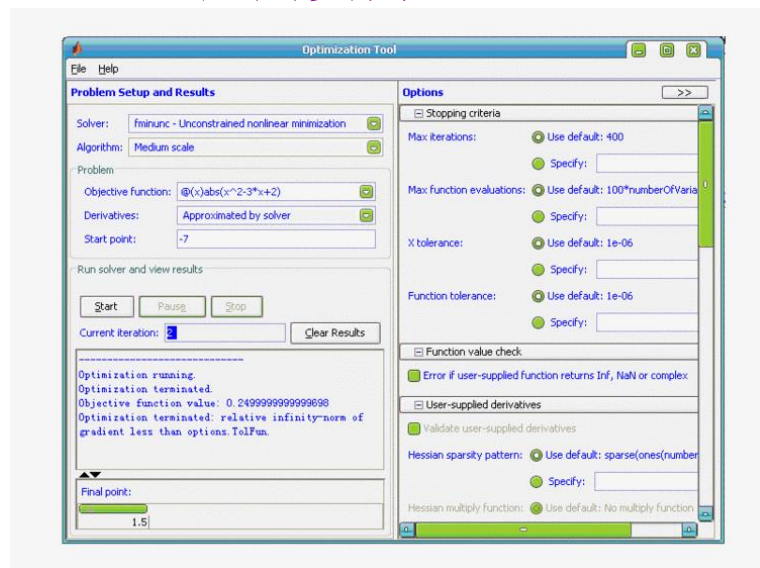 Optimization Tool
File Help
Problem Setup and Results
Solver: fminunc - Unconstrained nonlinear minimization
Algorithm: Medium scale
Problem
Objective function: @(x)abs(x^2-3*x+2)
Derivatives: Approximated by solver
Start point: -7
Run solver and view results
Start Pause Stop
Current iteration: 2 Clear Results
Optimization running.
Optimization terminated.
Objective function value: 0.2499999999999698
Optimization terminated: relative infinity-norm of
gradient less than options.TolFun.
Final point:
1.5
Options >>
Stopping criteria
Max iterations: Use default: 400
Specify:
Max function evaluations: Use default: 100*numberOfVaria
Specify:
X tolerance: Use default: 1e-06
Specify:
Function tolerance: Use default: 1e-06
Specify:
Function value check
Error if user-supplied function returns Inf, NaN or complex
User-supplied derivatives
Validate user-supplied derivatives
Hessian sparsity pattern: Use default: sparse(ones(number
Specify:
Hessian multiply function: Use default: No multiply function